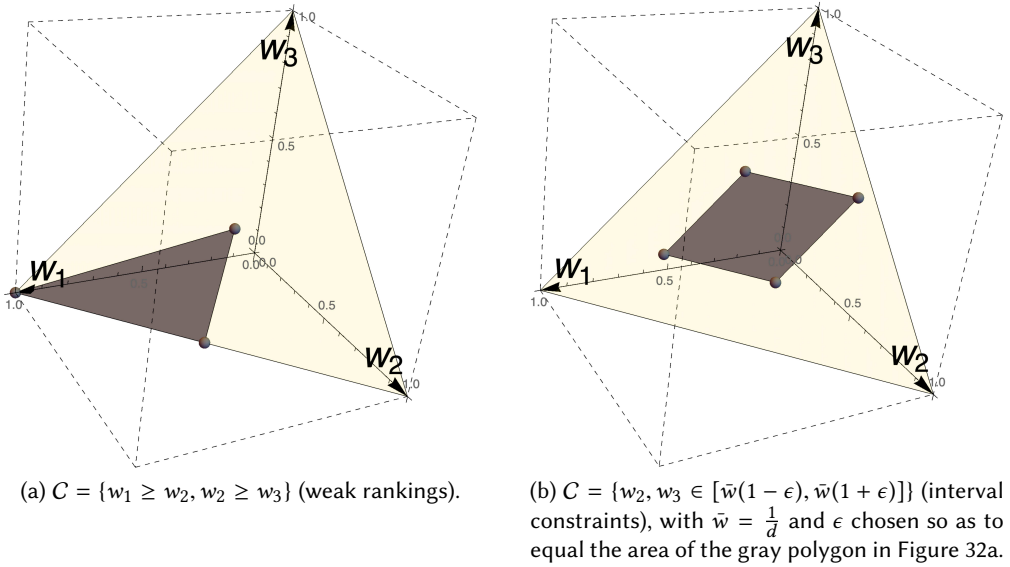 1.0
w₃
0.5
0.0
0.0
0.0
w₁
0.5
1.0
0.5
w₂
1.0
(a) C = {w₁ ≥ w₂, w₂ ≥ w₃} (weak rankings).
1.0
w₃
0.5
0.0
w₁
0.5
1.0
0.5
w₂
1.0
(b) C = {w₂, w₃ ∈ [w̄(1 − ϵ), w̄(1 + ϵ)]} (interval
constraints), with w̄ = 1/d and ϵ chosen so as to
equal the area of the gray polygon in Figure 32a.